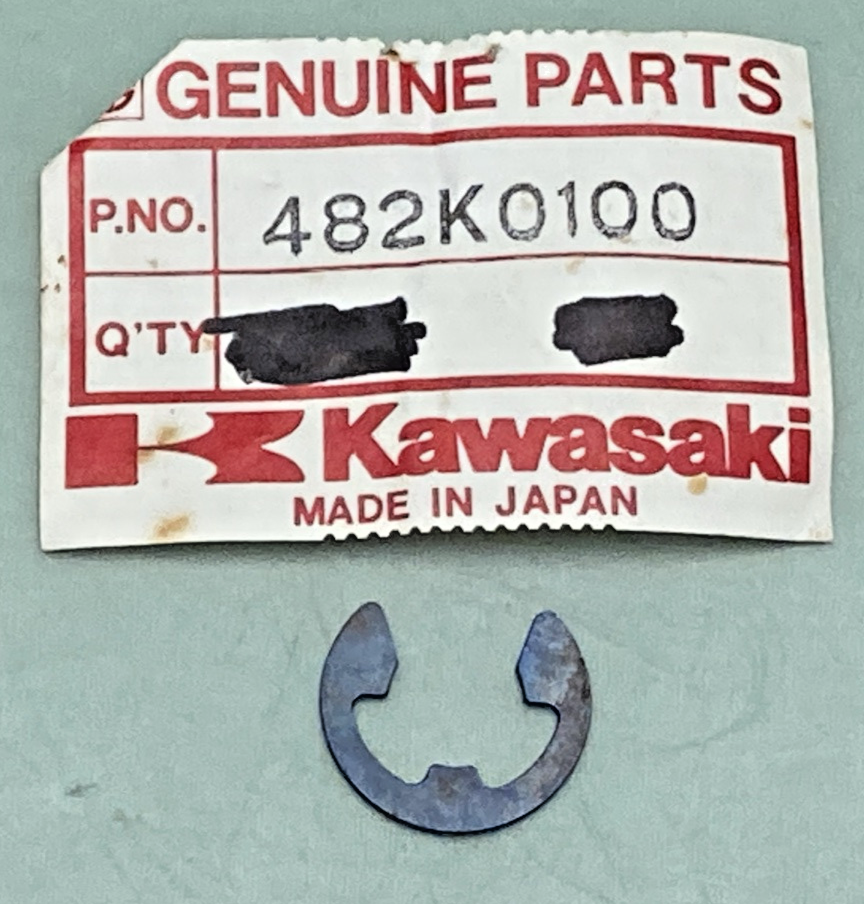 GENUINE PARTS
P.NO. 482K0100
Q'TY
Kawasaki
MADE IN JAPAN